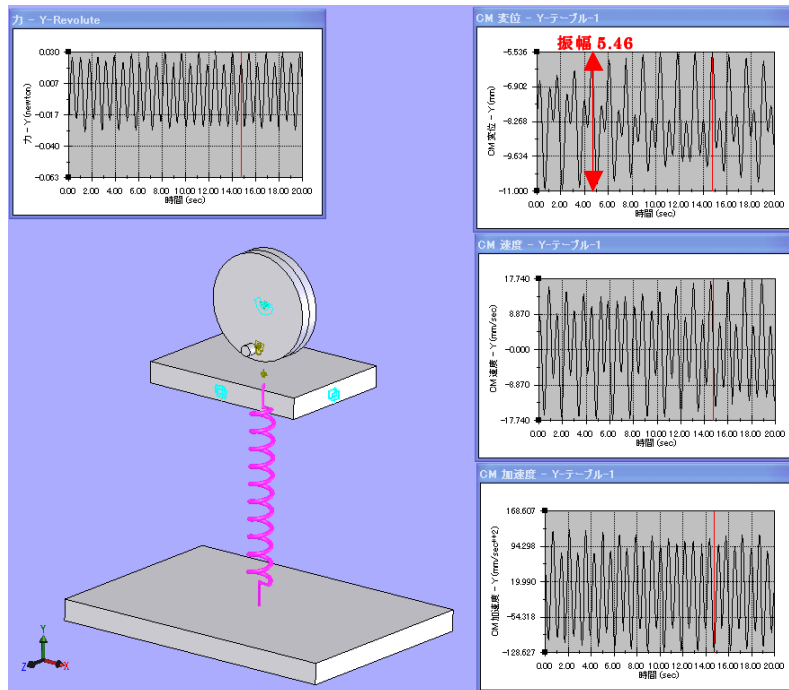 力 - Y-Revolute
0.030
0.007
-0.017
-0.040
-0.063
力 - Y(newton)
0.00 2.00 4.00 6.00 8.00 10.00 12.00 14.00 16.00 18.00 20.00
時間 (sec)
CM 変位 - Y-テーブル-1
振幅 5.46
-5.536
-6.902
-8.268
-9.634
-11.000
CM 変位 - Y(mm)
0.00 2.00 4.00 6.00 8.00 10.00 12.00 14.00 16.00 18.00 20.00
時間 (sec)
CM 速度 - Y-テーブル-1
17.740
8.870
-0.000
-8.870
-17.740
CM 速度 - Y(mm/sec)
0.00 2.00 4.00 6.00 8.00 10.00 12.00 14.00 16.00 18.00 20.00
時間 (sec)
CM 加速度 - Y-テーブル-1
168.607
94.298
19.990
-54.318
-128.627
CM 加速度 - Y(mm/sec**2)
0.00 2.00 4.00 6.00 8.00 10.00 12.00 14.00 16.00 18.00 20.00
時間 (sec)
Y
Z
X